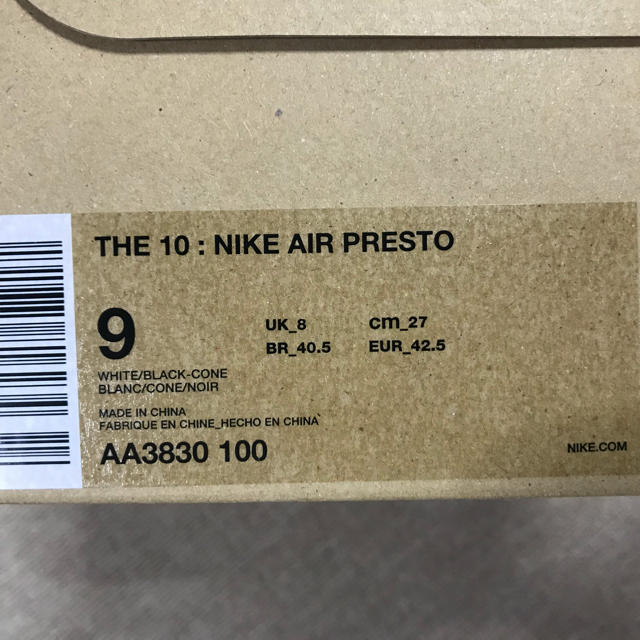 THE 10 : NIKE AIR PRESTO
9
UK_8 cm_27
BR_40.5 EUR_42.5
WHITE/BLACK-CONE
BLANC/CONE/NOIR
MADE IN CHINA
FABRIQUE EN CHINE_HECHO EN CHINA
AA3830 100
NIKE.COM